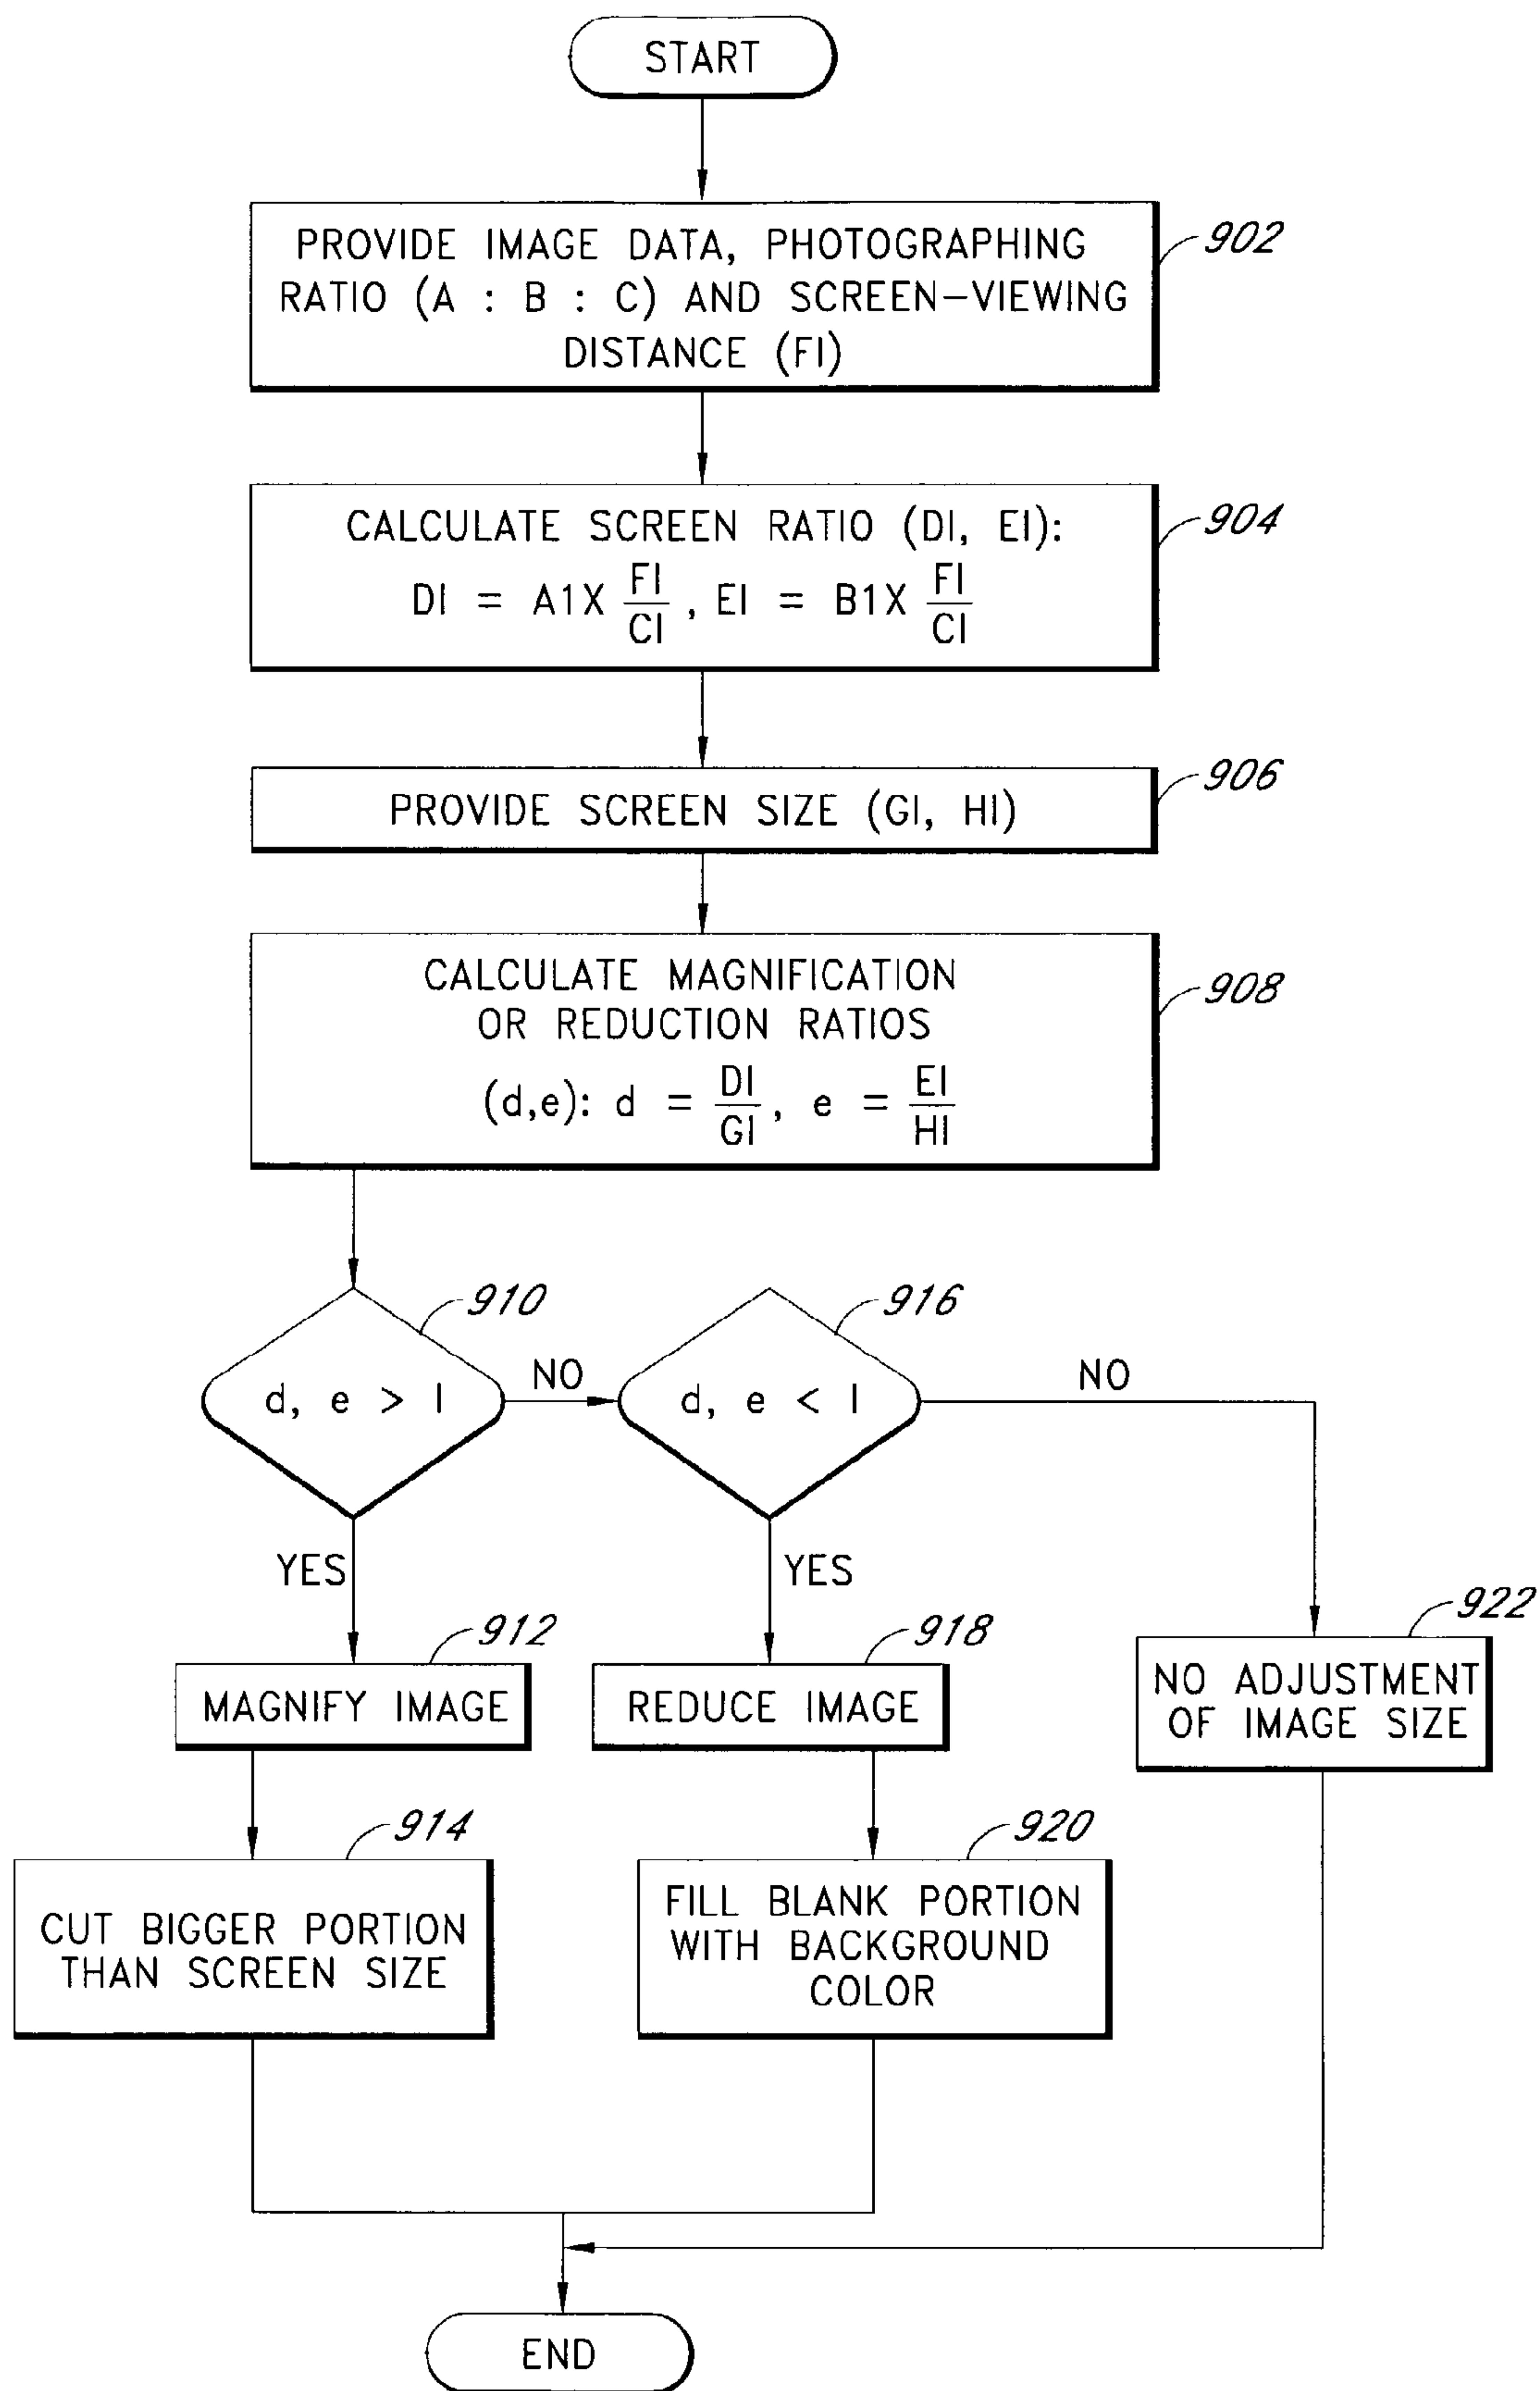 START
PROVIDE IMAGE DATA, PHOTOGRAPHING
RATIO (A : B : C) AND SCREEN-VIEWING
DISTANCE (FI)
902
CALCULATE SCREEN RATIO (DI, EI):
DI = A1X FI/CI, EI = B1X FI/CI
904
PROVIDE SCREEN SIZE (GI, HI)
906
CALCULATE MAGNIFICATION
OR REDUCTION RATIOS
(d,e): d = DI/GI, e = EI/HI
908
910
d, e > I
NO
916
d, e < I
NO
YES
YES
912
MAGNIFY IMAGE
918
REDUCE IMAGE
922
NO ADJUSTMENT
OF IMAGE SIZE
914
CUT BIGGER PORTION
THAN SCREEN SIZE
920
FILL BLANK PORTION
WITH BACKGROUND
COLOR
END